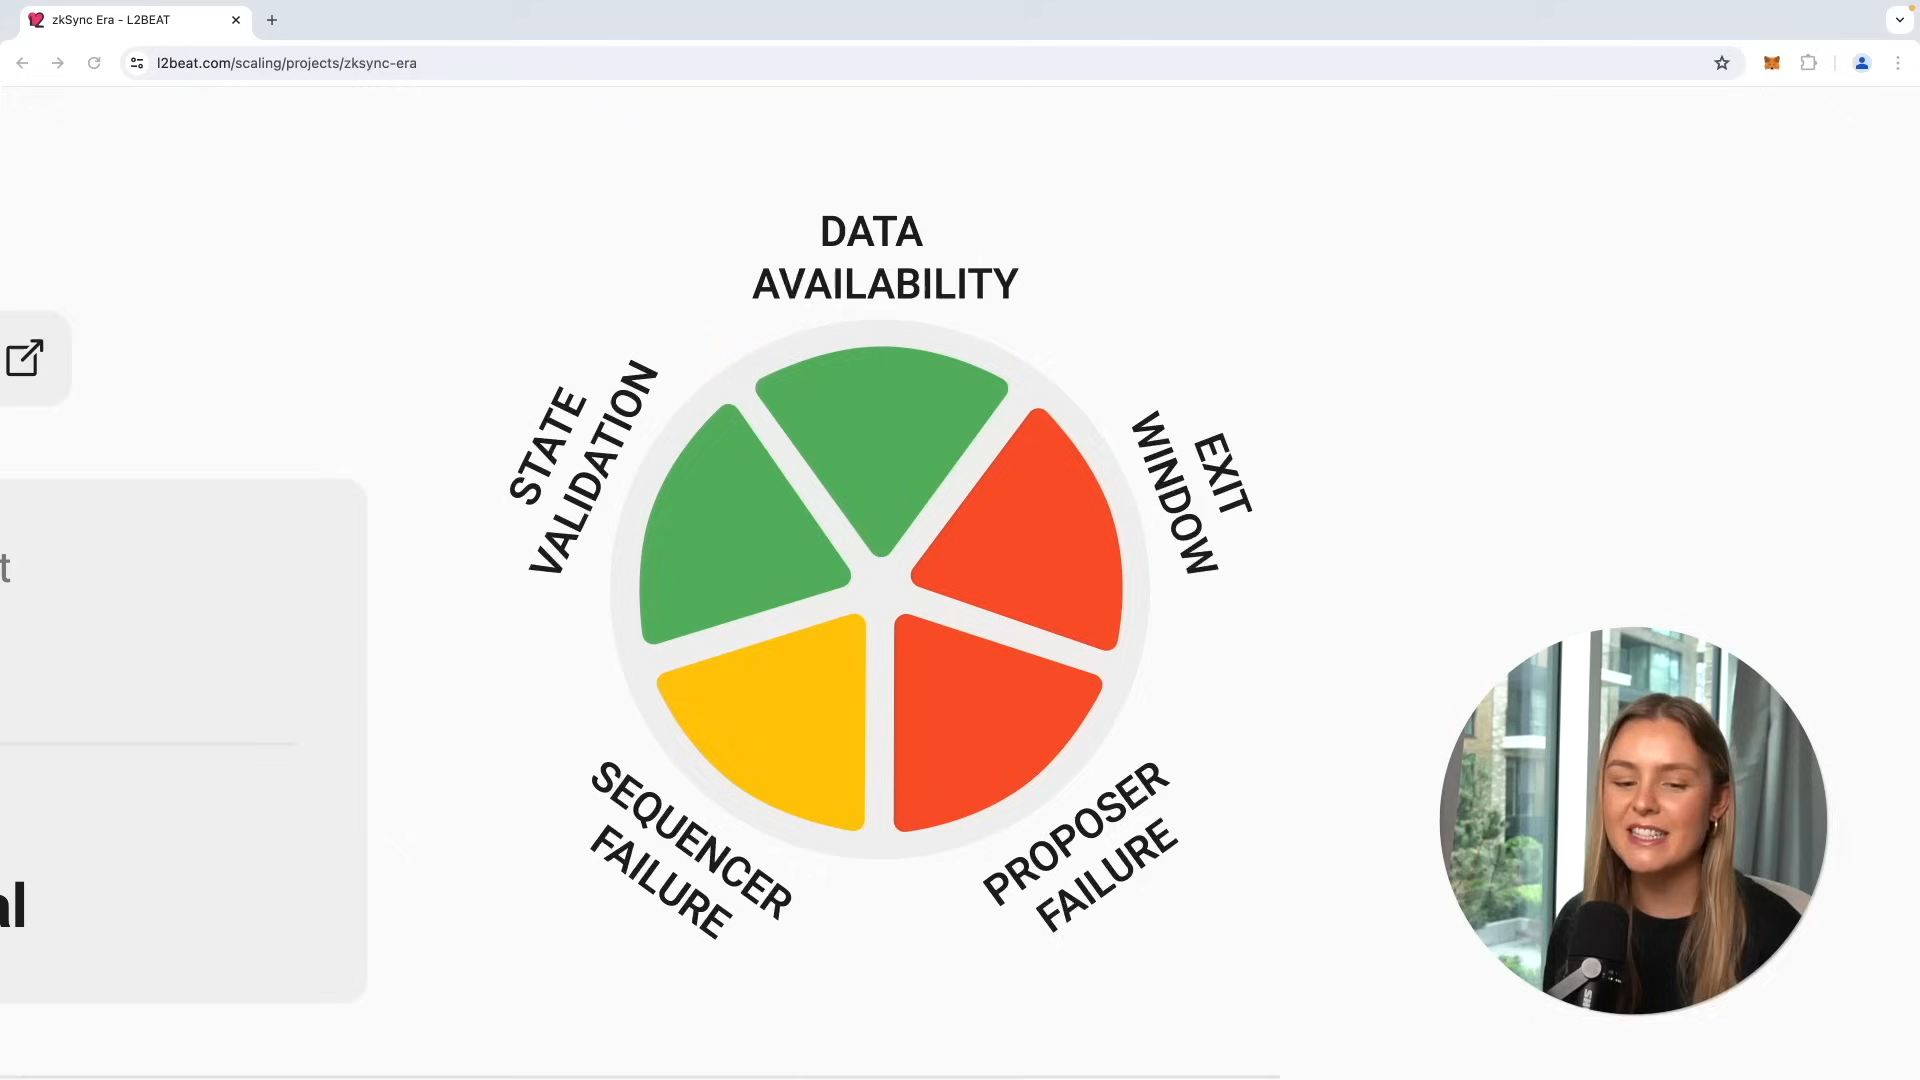 zkSync Era - L2BEAT
l2beat.com/scaling/projects/zksync-era
DATA
AVAILABILITY
STATE
VALIDATION
EXIT
WINDOW
t
SEQUENCER
FAILURE
PROPOSER
FAILURE
al